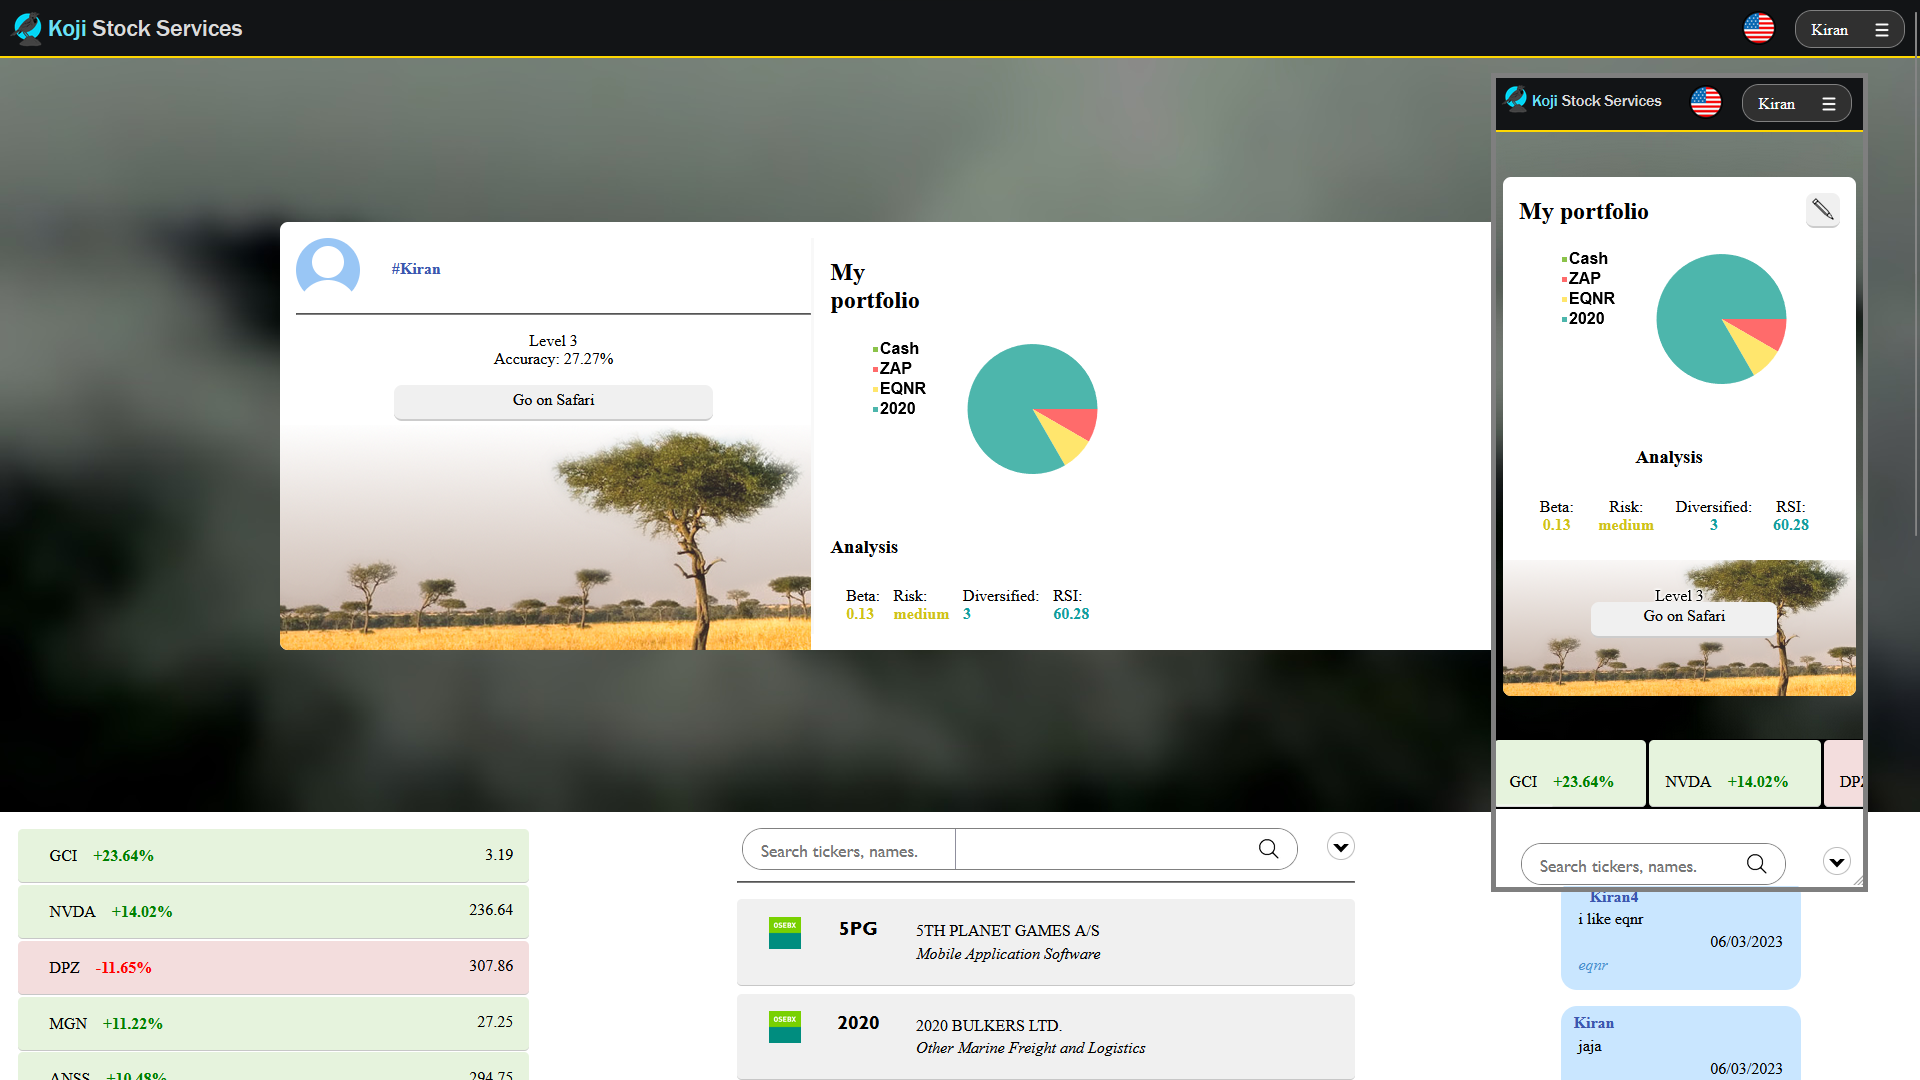 Koji Stock Services
Kiran
#Kiran
Level 3
Accuracy: 27.27%
Go on Safari
My
portfolio
Cash
ZAP
EQNR
2020
Analysis
Beta: Risk: Diversified: RSI:
0.13 medium 3 60.28
Koji Stock Services
Kiran
My portfolio
Cash
ZAP
EQNR
2020
Analysis
Beta: Risk: Diversified: RSI:
0.13 medium 3 60.28
Level 3
Go on Safari
GCI +23.64% NVDA +14.02% DPZ
Search tickers, names.
GCI +23.64% 3.19
NVDA +14.02% 236.64
DPZ -11.65% 307.86
MGN +11.22% 27.25
ANSS +10.48% 294.75
Search tickers, names.
OSEBX 5PG 5TH PLANET GAMES A/S
Mobile Application Software
OSEBX 2020 2020 BULKERS LTD.
Other Marine Freight and Logistics
Kiran4
i like eqnr
06/03/2023
eqnr
Kiran
jaja
06/03/2023